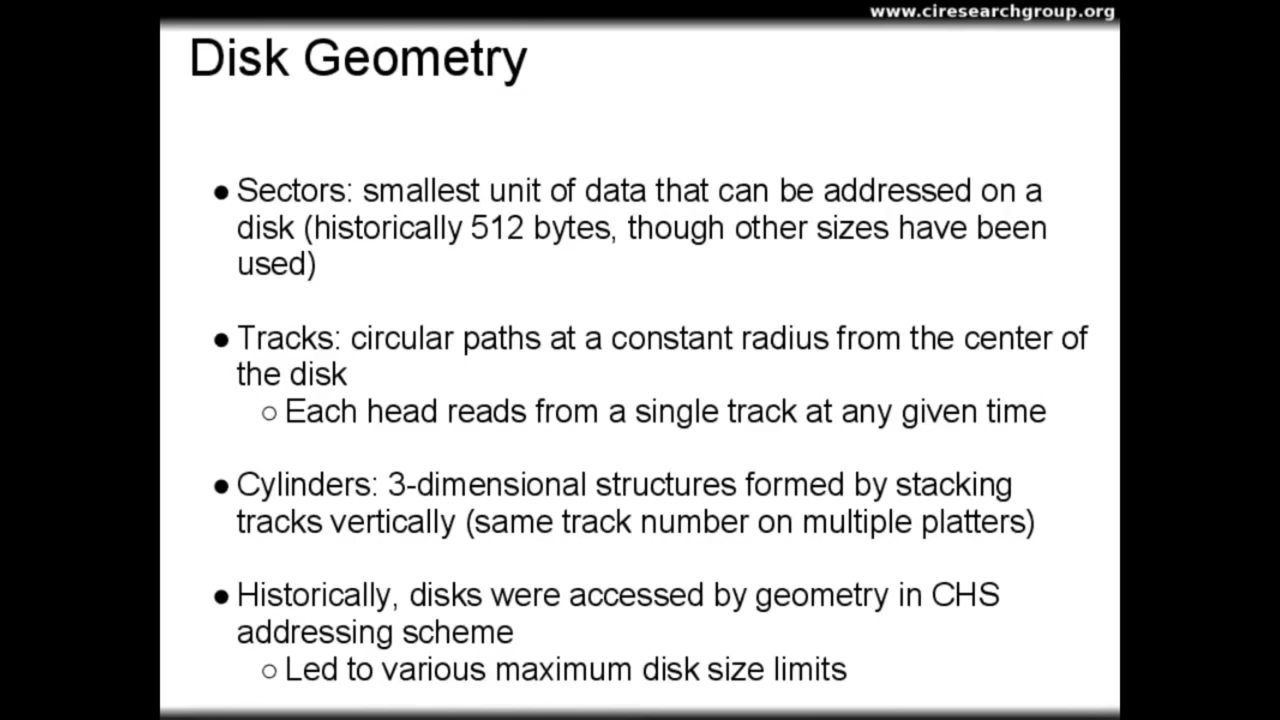 www.ciresearchgroup.org
Disk Geometry
● Sectors: smallest unit of data that can be addressed on a
disk (historically 512 bytes, though other sizes have been
used)
● Tracks: circular paths at a constant radius from the center of
the disk
○ Each head reads from a single track at any given time
● Cylinders: 3-dimensional structures formed by stacking
tracks vertically (same track number on multiple platters)
● Historically, disks were accessed by geometry in CHS
addressing scheme
○ Led to various maximum disk size limits